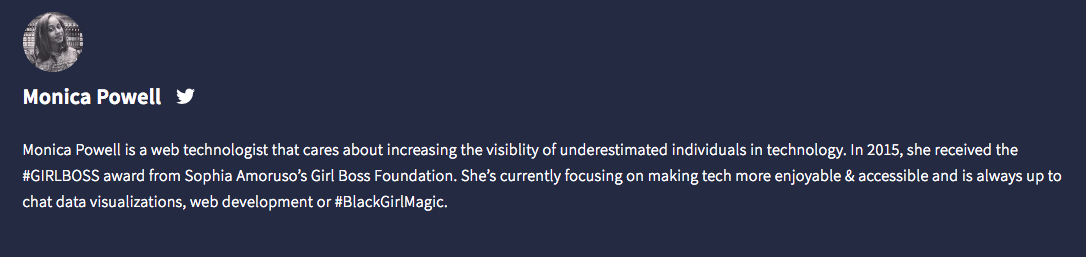 Monica Powell
Monica Powell is a web technologist that cares about increasing the visiblity of underestimated individuals in technology. In 2015, she received the
#GIRLBOSS award from Sophia Amoruso’s Girl Boss Foundation. She’s currently focusing on making tech more enjoyable & accessible and is always up to
chat data visualizations, web development or #BlackGirlMagic.